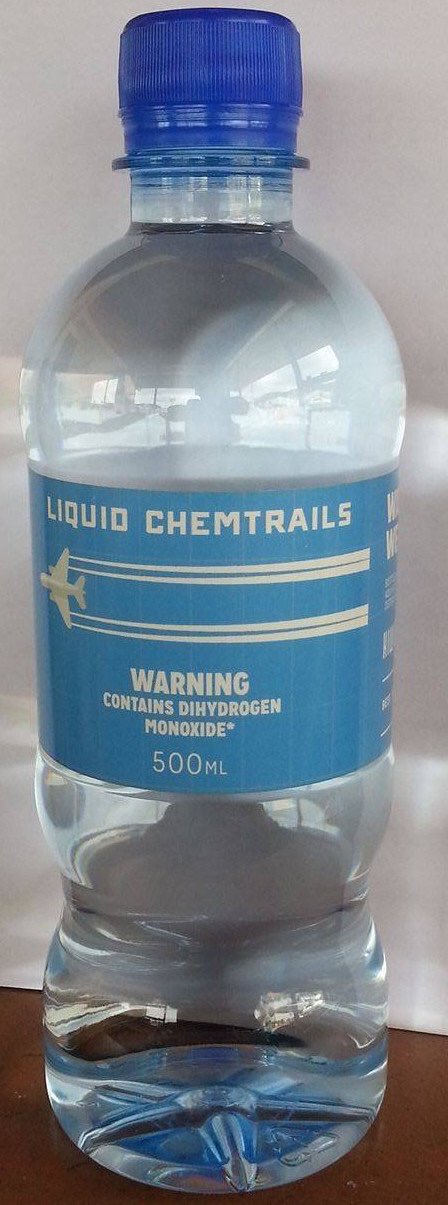 LIQUID CHEMTRAILS
WARNING
CONTAINS DIHYDROGEN
MONOXIDE*
500ML